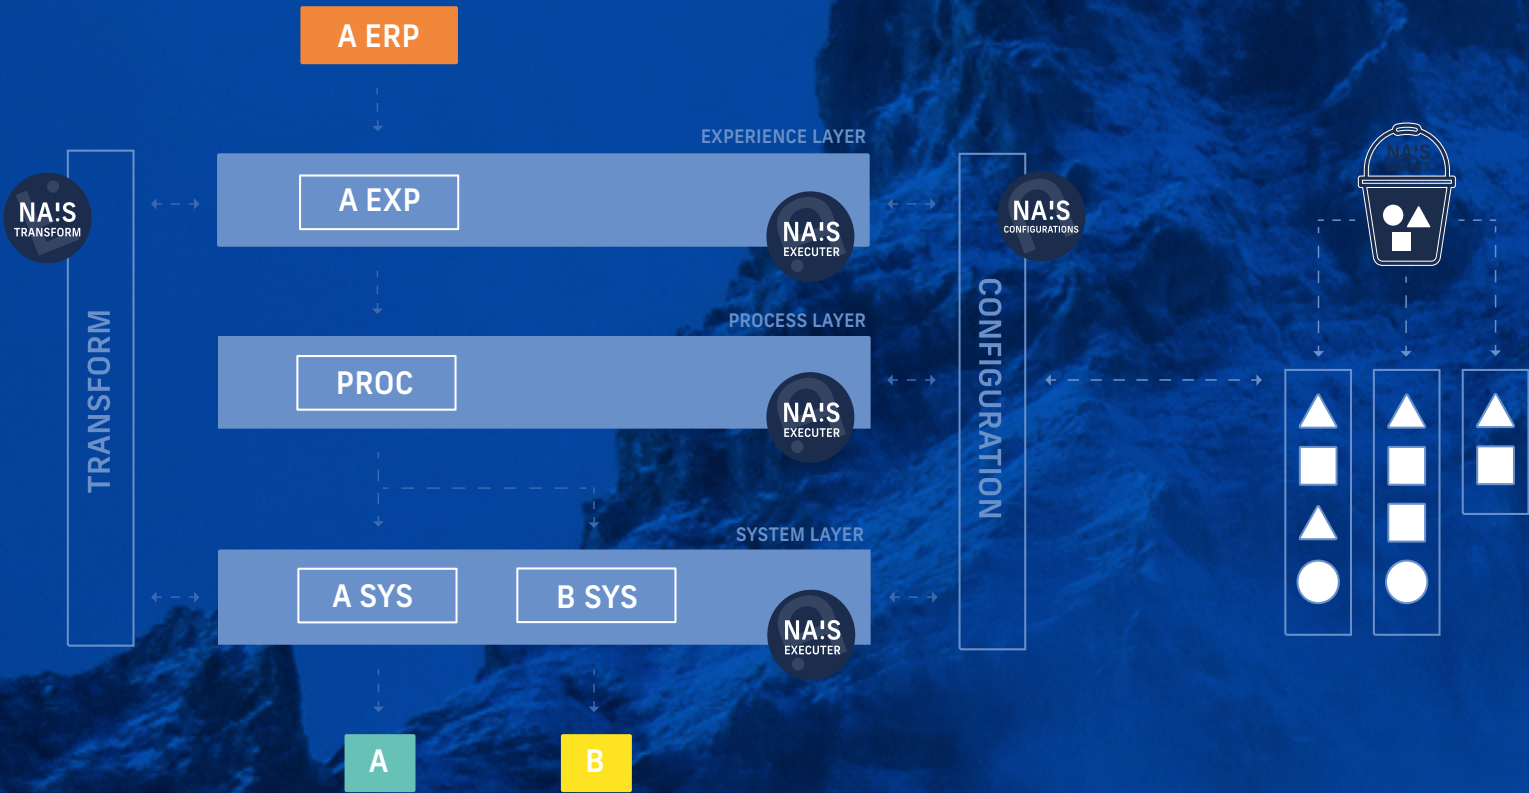 A ERP
EXPERIENCE LAYER
A EXP
NA!S
TRANSFORM
NA!S
EXECUTER
NA!S
CONFIGURATIONS
NA!S
TRANSFORM
CONFIGURATION
PROCESS LAYER
PROC
NA!S
EXECUTER
SYSTEM LAYER
A SYS
B SYS
NA!S
EXECUTER
A
B